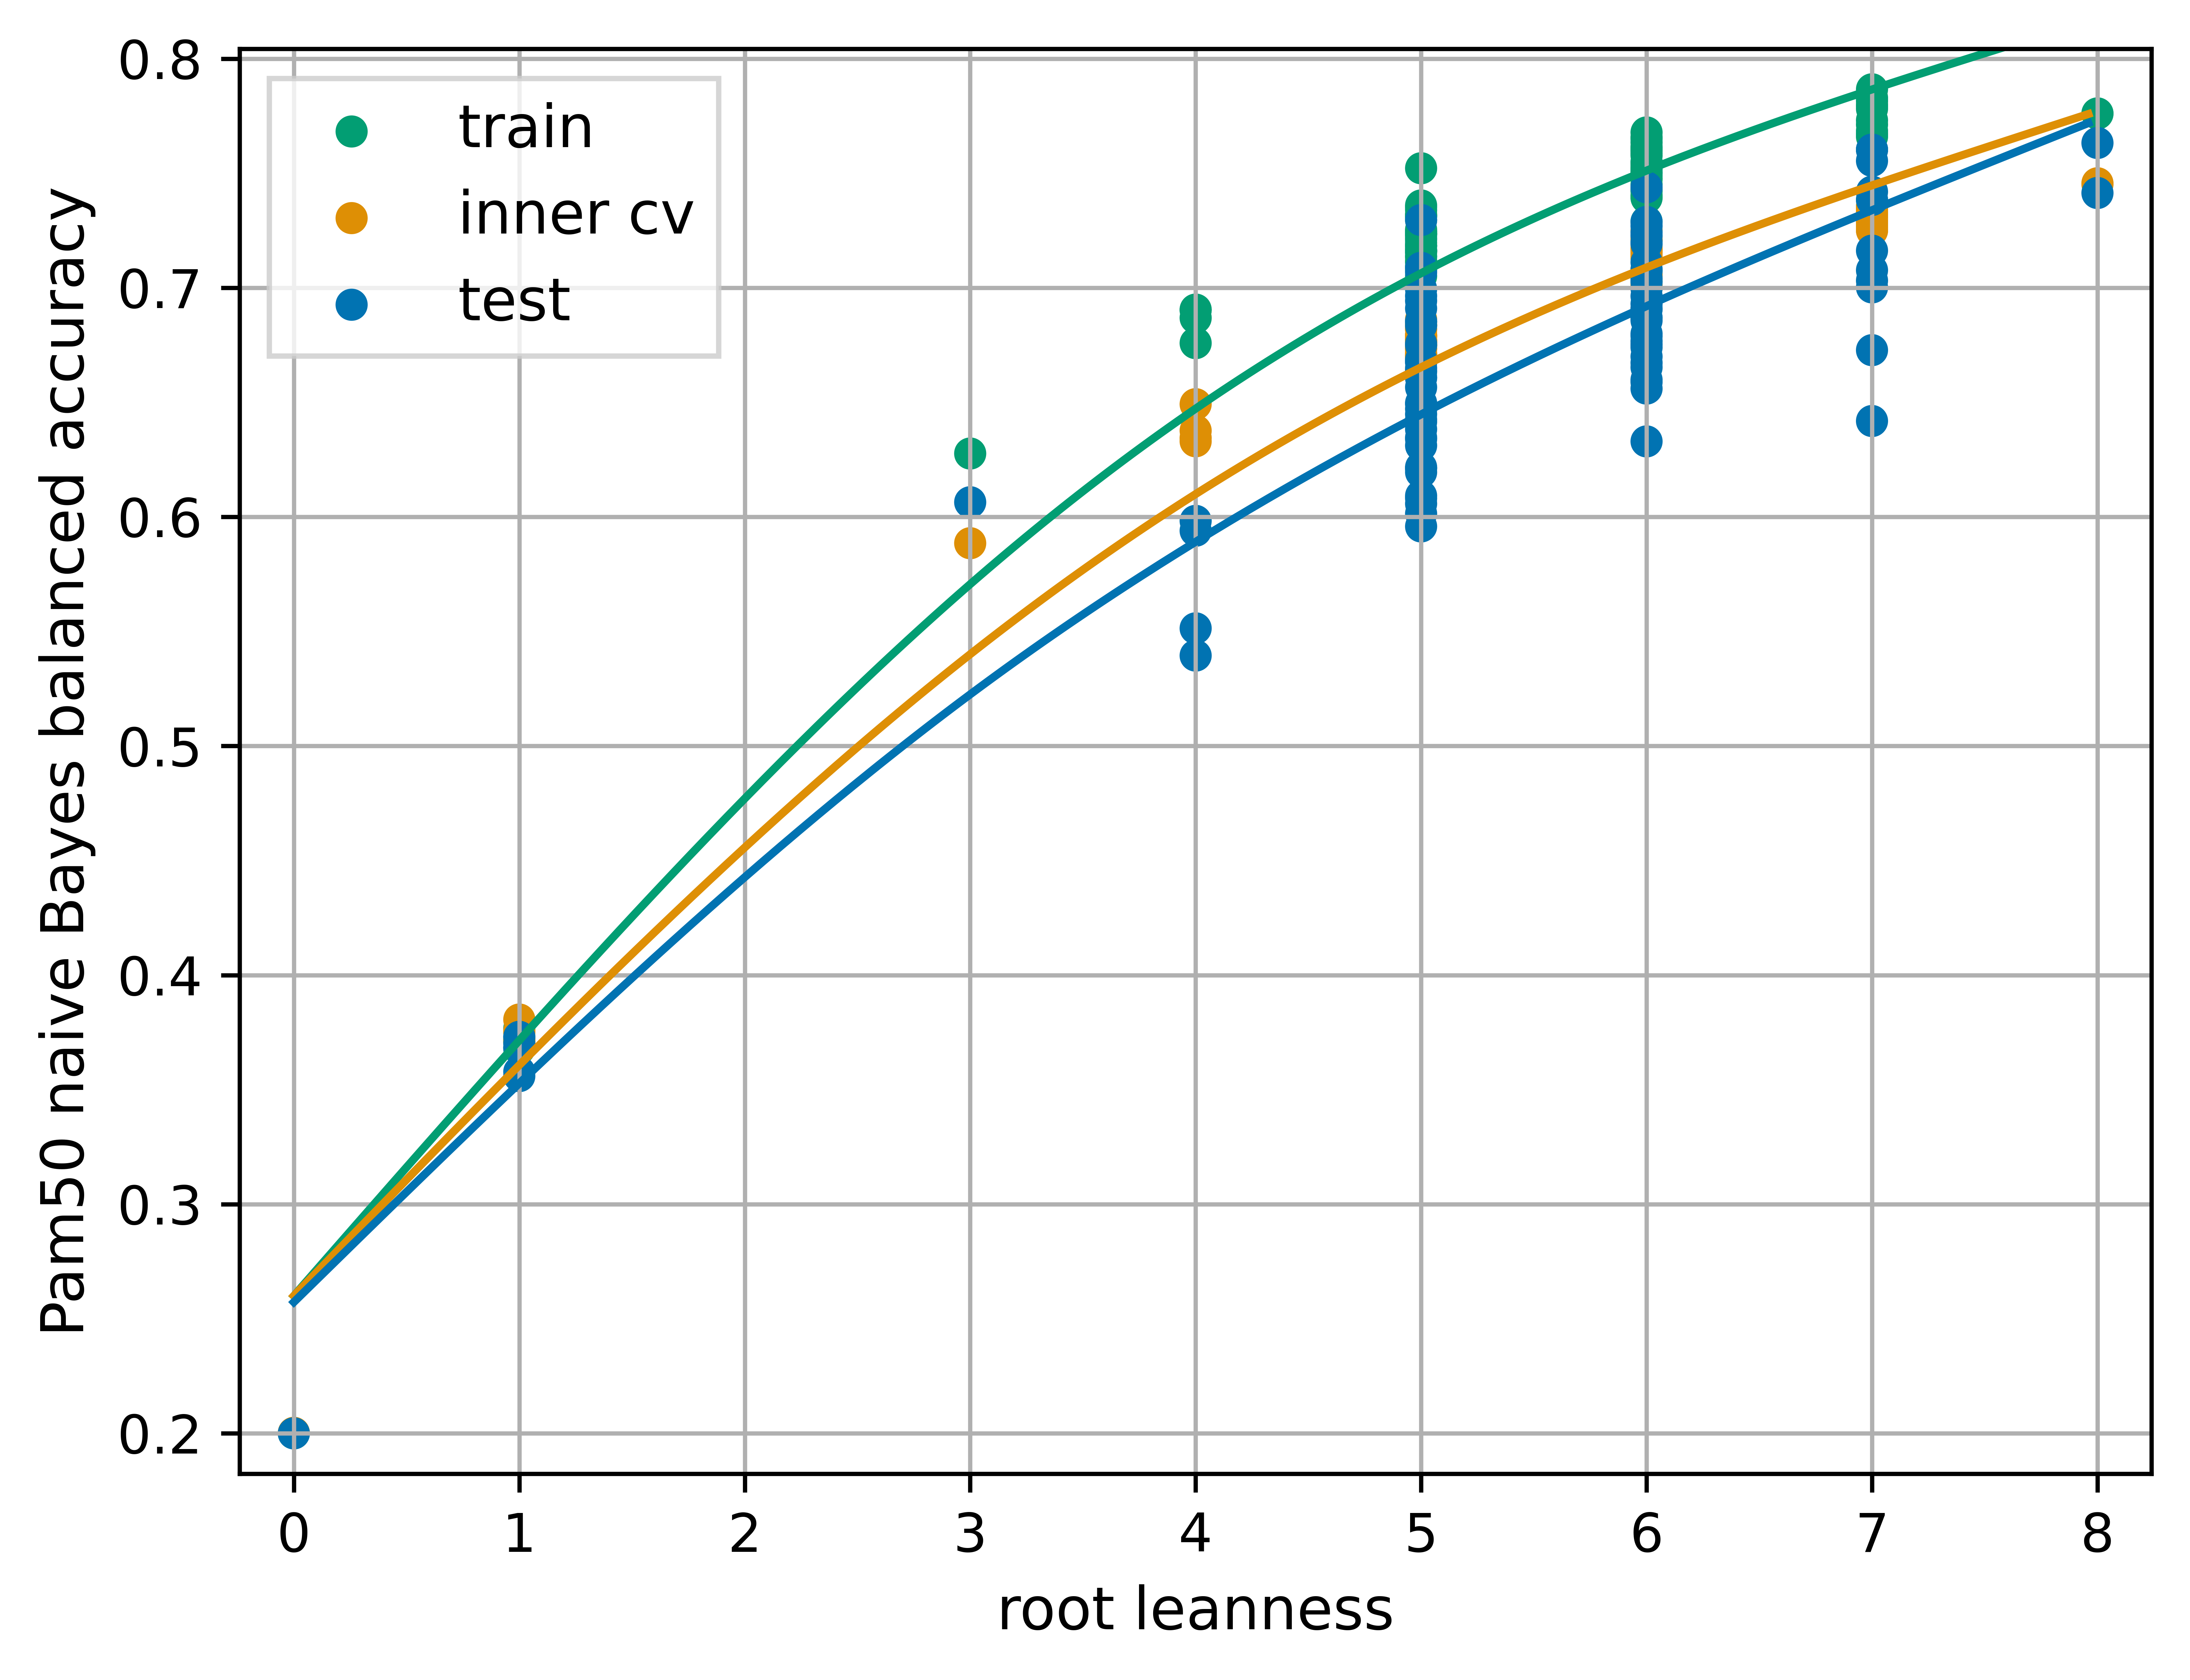 train
inner cv
test
Pam50 naive Bayes balanced accuracy
0.8
0.7
0.6
0.5
0.4
0.3
0.2
0 1 2 3 4 5 6 7 8
root leanness